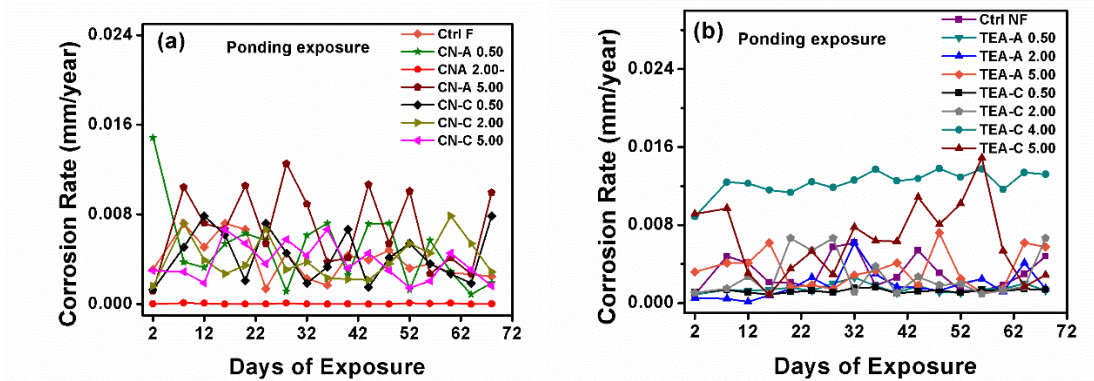 (a)
Ponding exposure
Ctrl F
CN-A 0.50
CNA 2.00-
CN-A 5.00
CN-C 0.50
CN-C 2.00
CN-C 5.00
Corrosion Rate (mm/year)
0.024
0.016
0.008
0.000
2 12 22 32 42 52 62 72
Days of Exposure
(b)
Ponding exposure
Ctrl NF
TEA-A 0.50
TEA-A 2.00
TEA-A 5.00
TEA-C 0.50
TEA-C 2.00
TEA-C 4.00
TEA-C 5.00
Corrosion Rate (mm/year)
0.024
0.016
0.008
0.000
2 12 22 32 42 52 62 72
Days of Exposure